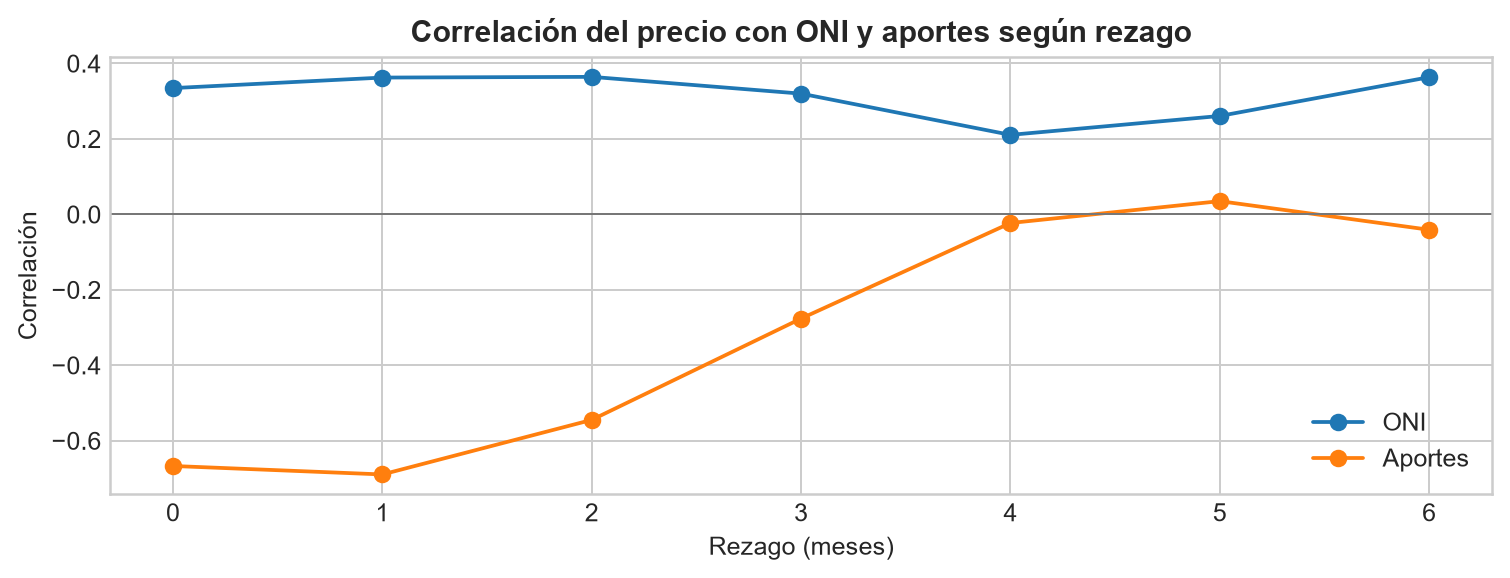 Correlación del precio con ONI y aportes según rezago
Correlación
0.4
0.2
0.0
−0.2
−0.4
−0.6
0 1 2 3 4 5 6
Rezago (meses)
ONI
Aportes